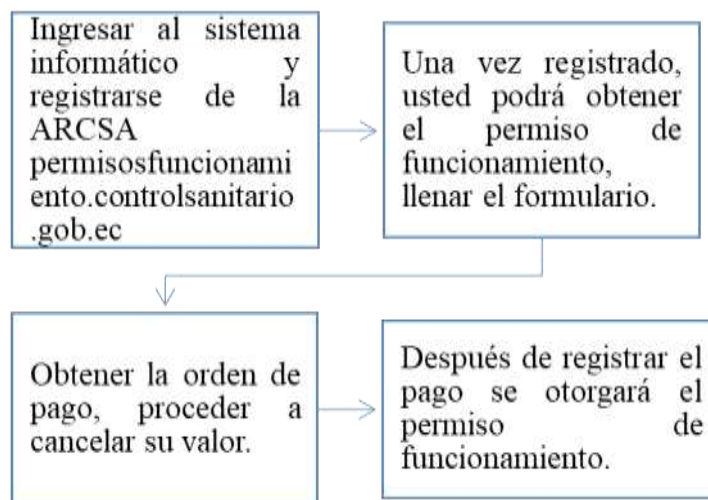 Ingresar al sistema
informático y
registrarse de la
ARCSA
permisosfuncionami
ento.controlsanitario
.gob.ec
Una vez registrado,
usted podrá obtener
el permiso de
funcionamiento,
llenar el formulario.
Obtener la orden de
pago, proceder a
cancelar su valor.
Después de registrar el
pago se otorgará el
permiso de
funcionamiento.